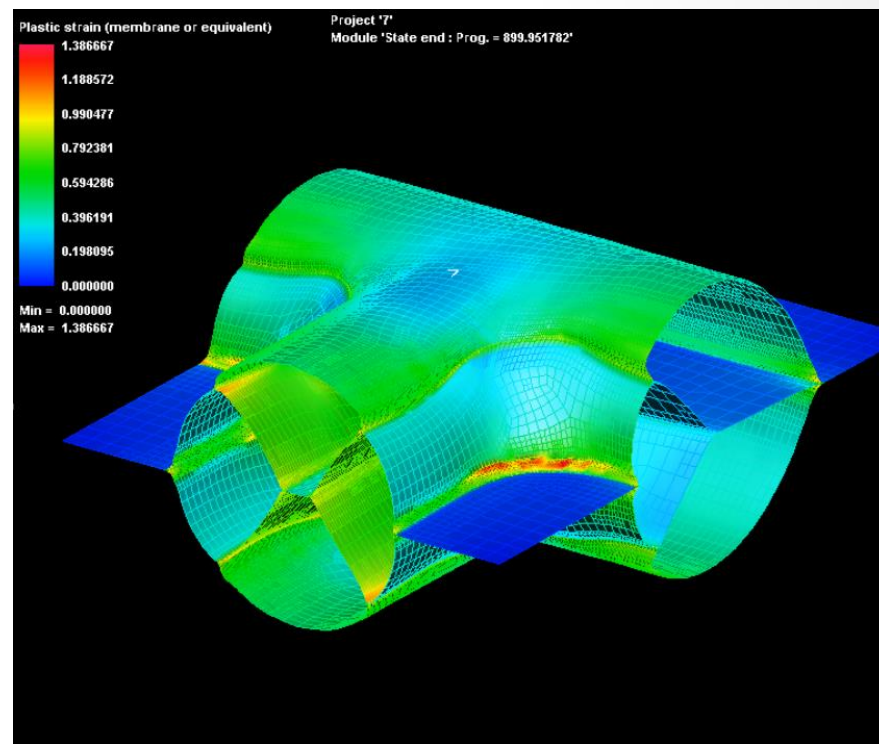 Plastic strain (membrane or equivalent)
1.386667
1.188572
0.990477
0.792381
0.594286
0.396191
0.198095
0.000000
Min = 0.000000
Max = 1.386667
Project '7'
Module 'State end : Prog. = 899.951782'